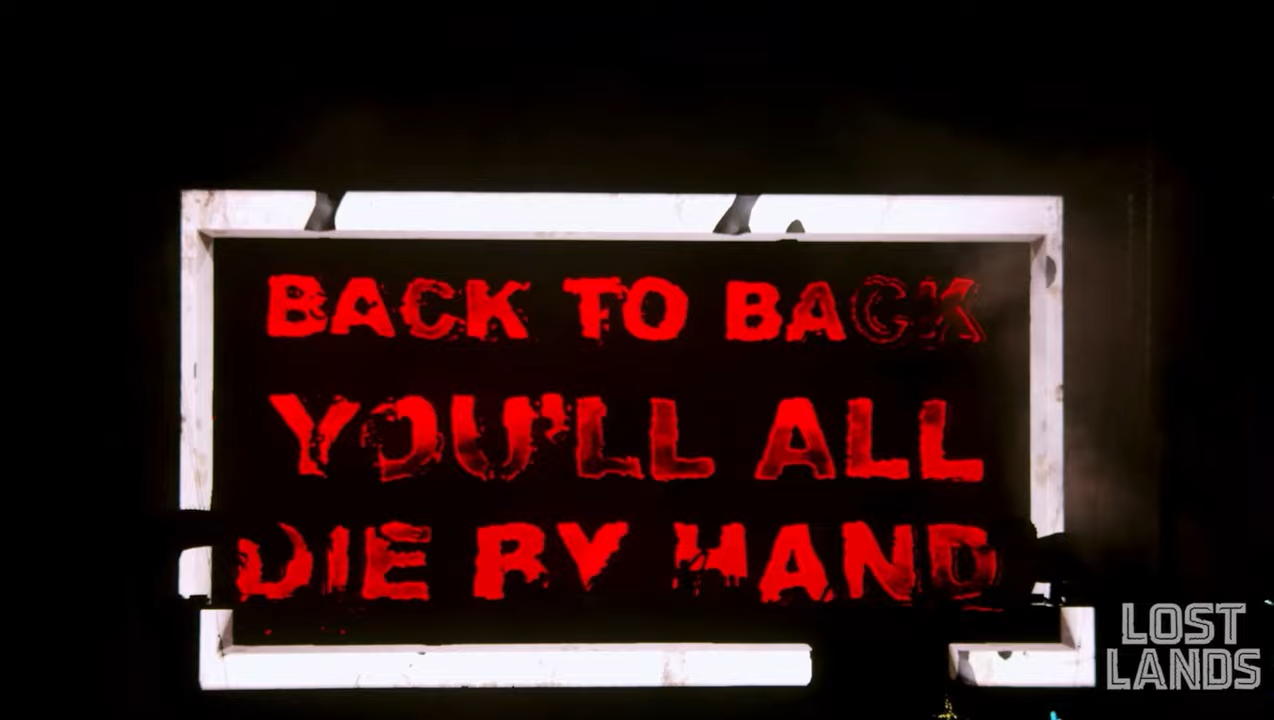 BACK TO BACK
YOU'LL ALL
DIE BY HAND
LOST
LANDS